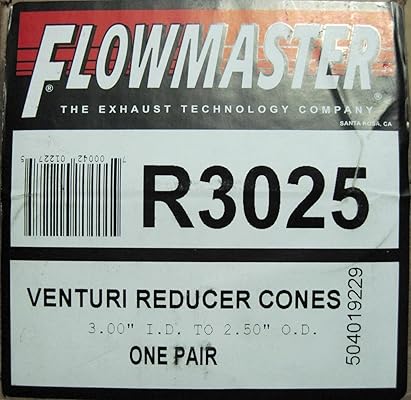 FLOWMASTER®
®
THE EXHAUST TECHNOLOGY COMPANY
SANTA ROSA, CA
R3025
VENTURI REDUCER CONES
3.00" I.D. TO 2.50" O.D.
ONE PAIR
504019229